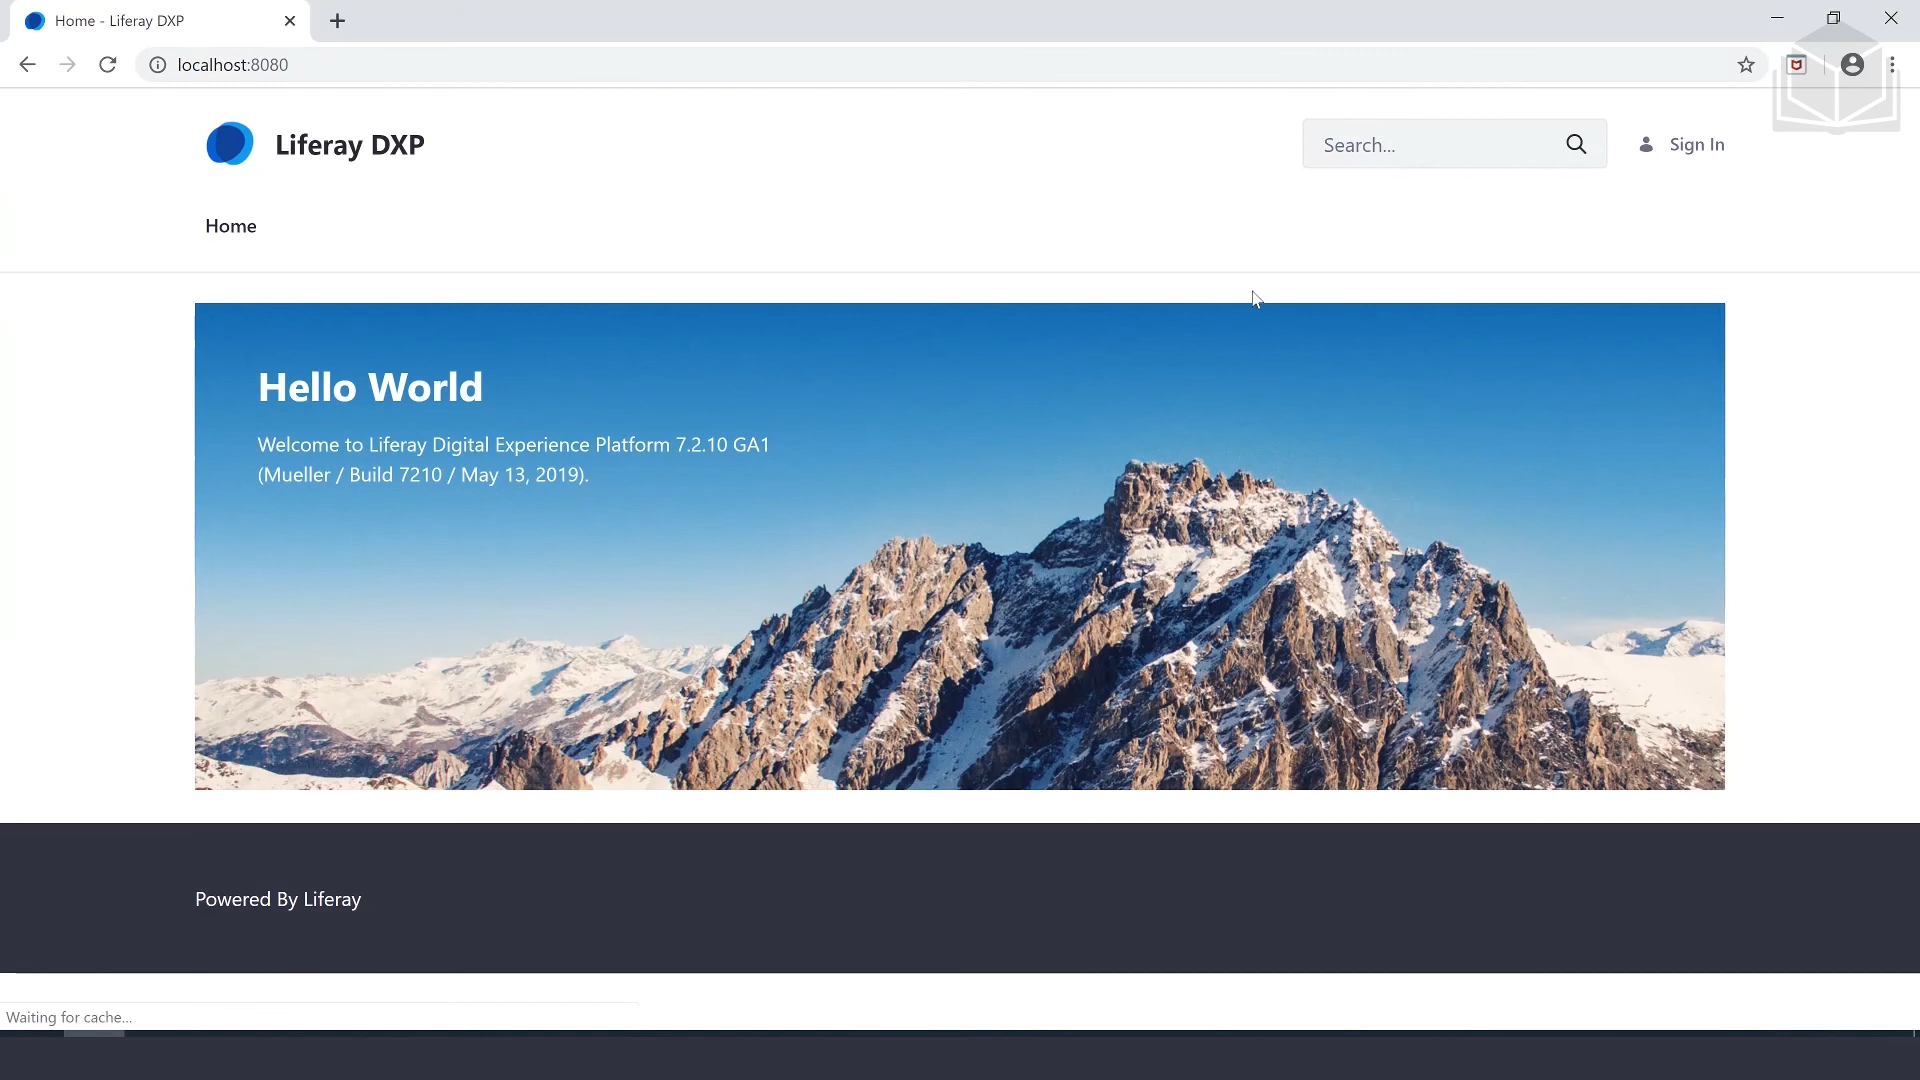 Home - Liferay DXP
localhost:8080
Liferay DXP
Search...
Sign In
Home
Hello World
Welcome to Liferay Digital Experience Platform 7.2.10 GA1
(Mueller / Build 7210 / May 13, 2019).
Powered By Liferay
Waiting for cache...